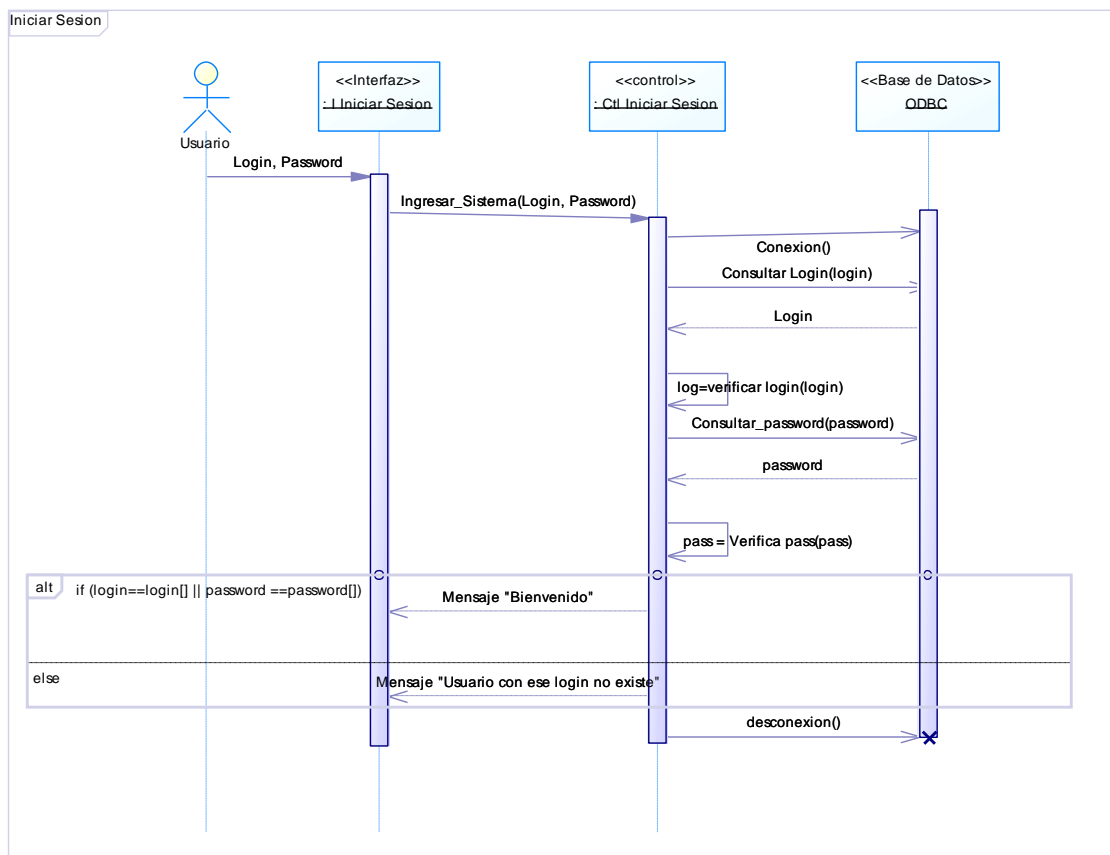 Iniciar Sesion
<<Interfaz>>
: I Iniciar Sesion
<<control>>
: Ctl Iniciar Sesion
<<Base de Datos>>
ODBC
Usuario
Login, Password
Ingresar_Sistema(Login, Password)
Conexion()
Consultar Login(login)
Login
log=verificar login(login)
Consultar_password(password)
password
pass = Verifica pass(pass)
alt
if (login==login[] || password ==password[])
Mensaje "Bienvenido"
else
Mensaje "Usuario con ese login no existe"
desconexion()